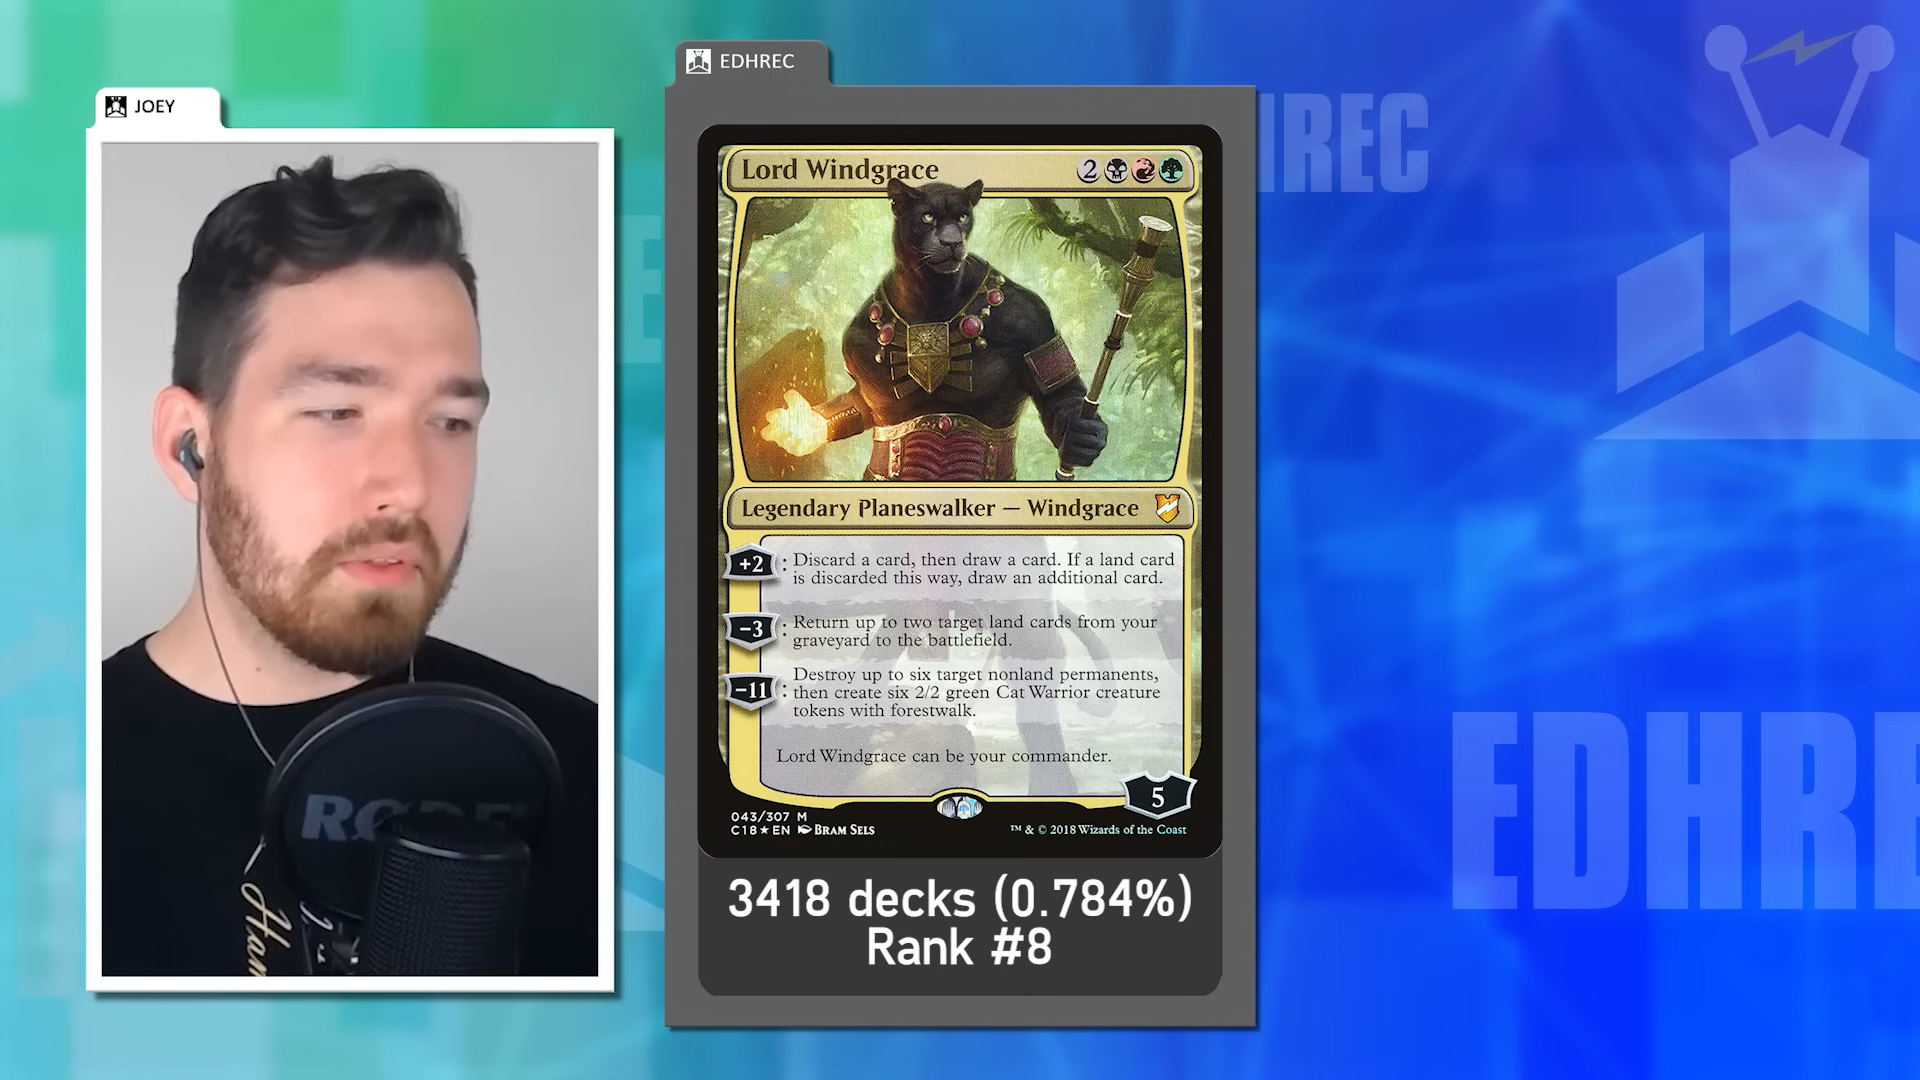 JOEY
EDHREC
Lord Windgrace
2
Legendary Planeswalker — Windgrace
+2 : Discard a card, then draw a card. If a land card
is discarded this way, draw an additional card.
−3 : Return up to two target land cards from your
graveyard to the battlefield.
−11 : Destroy up to six target nonland permanents,
then create six 2/2 green Cat Warrior creature
tokens with forestwalk.
Lord Windgrace can be your commander.
5
043/307 M
C18★EN Bram Sels
™ & © 2018 Wizards of the Coast
3418 decks (0.784%)
Rank #8
RØDE
Ham
HREC
EDHRE